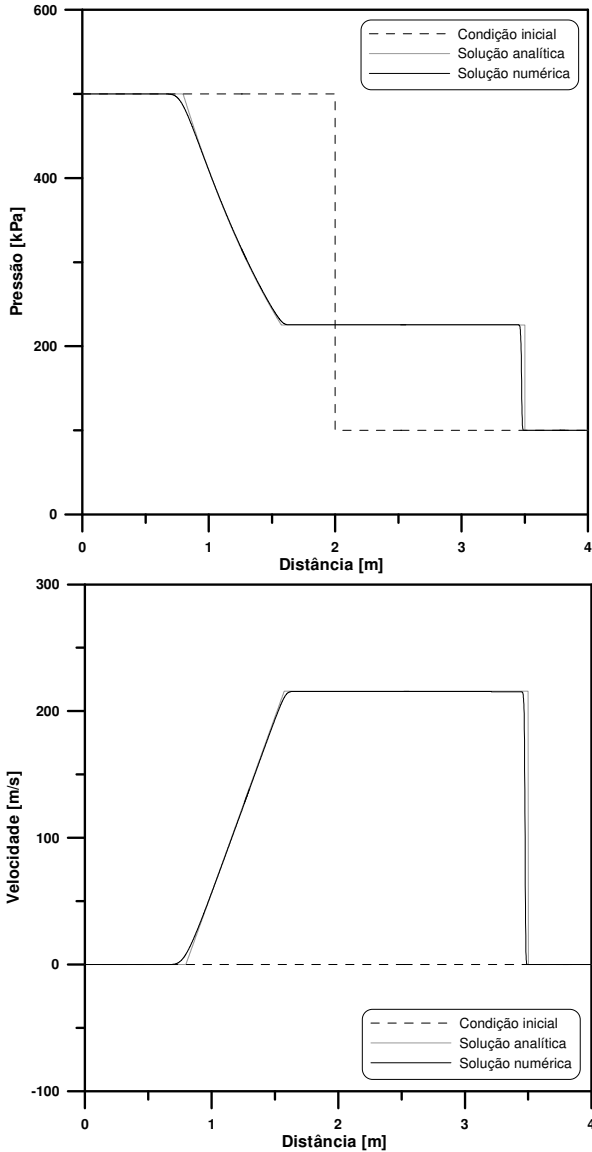 600
Condição inicial
Solução analítica
Solução numérica
400
Pressão [kPa]
200
0
0 1 2 3 4
Distância [m]
300
200
Velocidade [m/s]
100
0
Condição inicial
Solução analítica
Solução numérica
-100
0 1 2 3 4
Distância [m]